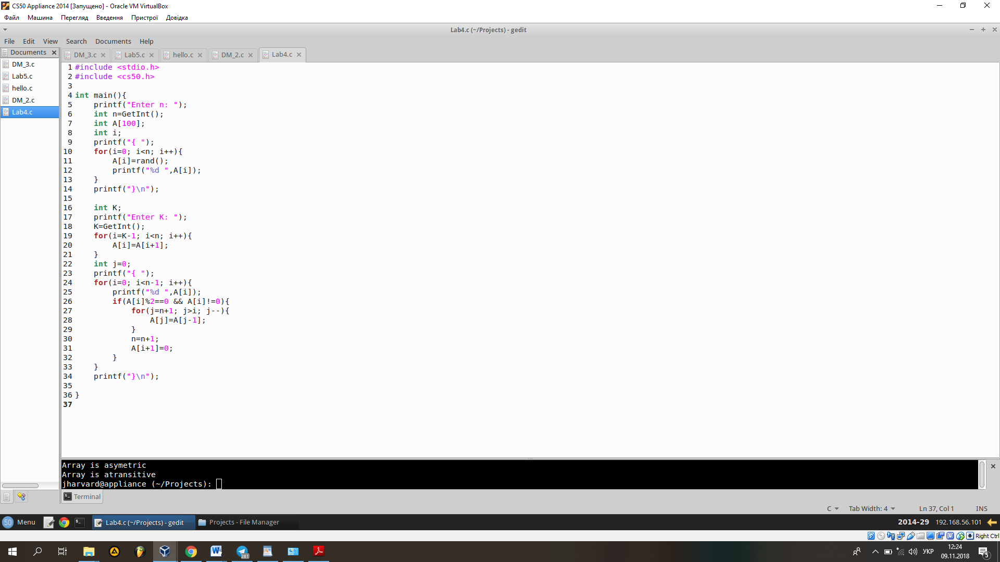 CS50 Appliance 2014 [Запущено] - Oracle VM VirtualBox
Файл Машина Перегляд Введення Пристрої Довідка
Lab4.c (~/Projects) - gedit
File Edit View Search Documents Help
Documents
DM_3.c Lab5.c hello.c DM_2.c Lab4.c
DM_3.c
Lab5.c
hello.c
DM_2.c
Lab4.c
1 #include <stdio.h>
2 #include <cs50.h>
3
4 int main(){
5     printf("Enter n: ");
6     int n=GetInt();
7     int A[100];
8     int i;
9     printf("{ ");
10     for(i=0; i<n; i++){
11         A[i]=rand();
12         printf("%d ",A[i]);
13     }
14     printf("}\n");
15
16     int K;
17     printf("Enter K: ");
18     K=GetInt();
19     for(i=K-1; i<n; i++){
20         A[i]=A[i+1];
21     }
22     int j=0;
23     printf("{ ");
24     for(i=0; i<n-1; i++){
25         printf("%d ",A[i]);
26         if(A[i]%2==0 && A[i]!=0){
27             for(j=n+1; j>i; j--){
28                 A[j]=A[j-1];
29             }
30             n=n+1;
31             A[i+1]=0;
32         }
33     }
34     printf("}\n");
35
36 }
37
Array is asymetric
Array is atransitive
jharvard@appliance (~/Projects):
Terminal
C Tab Width: 4 Ln 37, Col 1 INS
50 Menu Lab4.c (~/Projects) - gedit Projects - File Manager 2014-29 192.168.56.101
Right Ctrl
281 УКР 12:24
09.11.2018 5